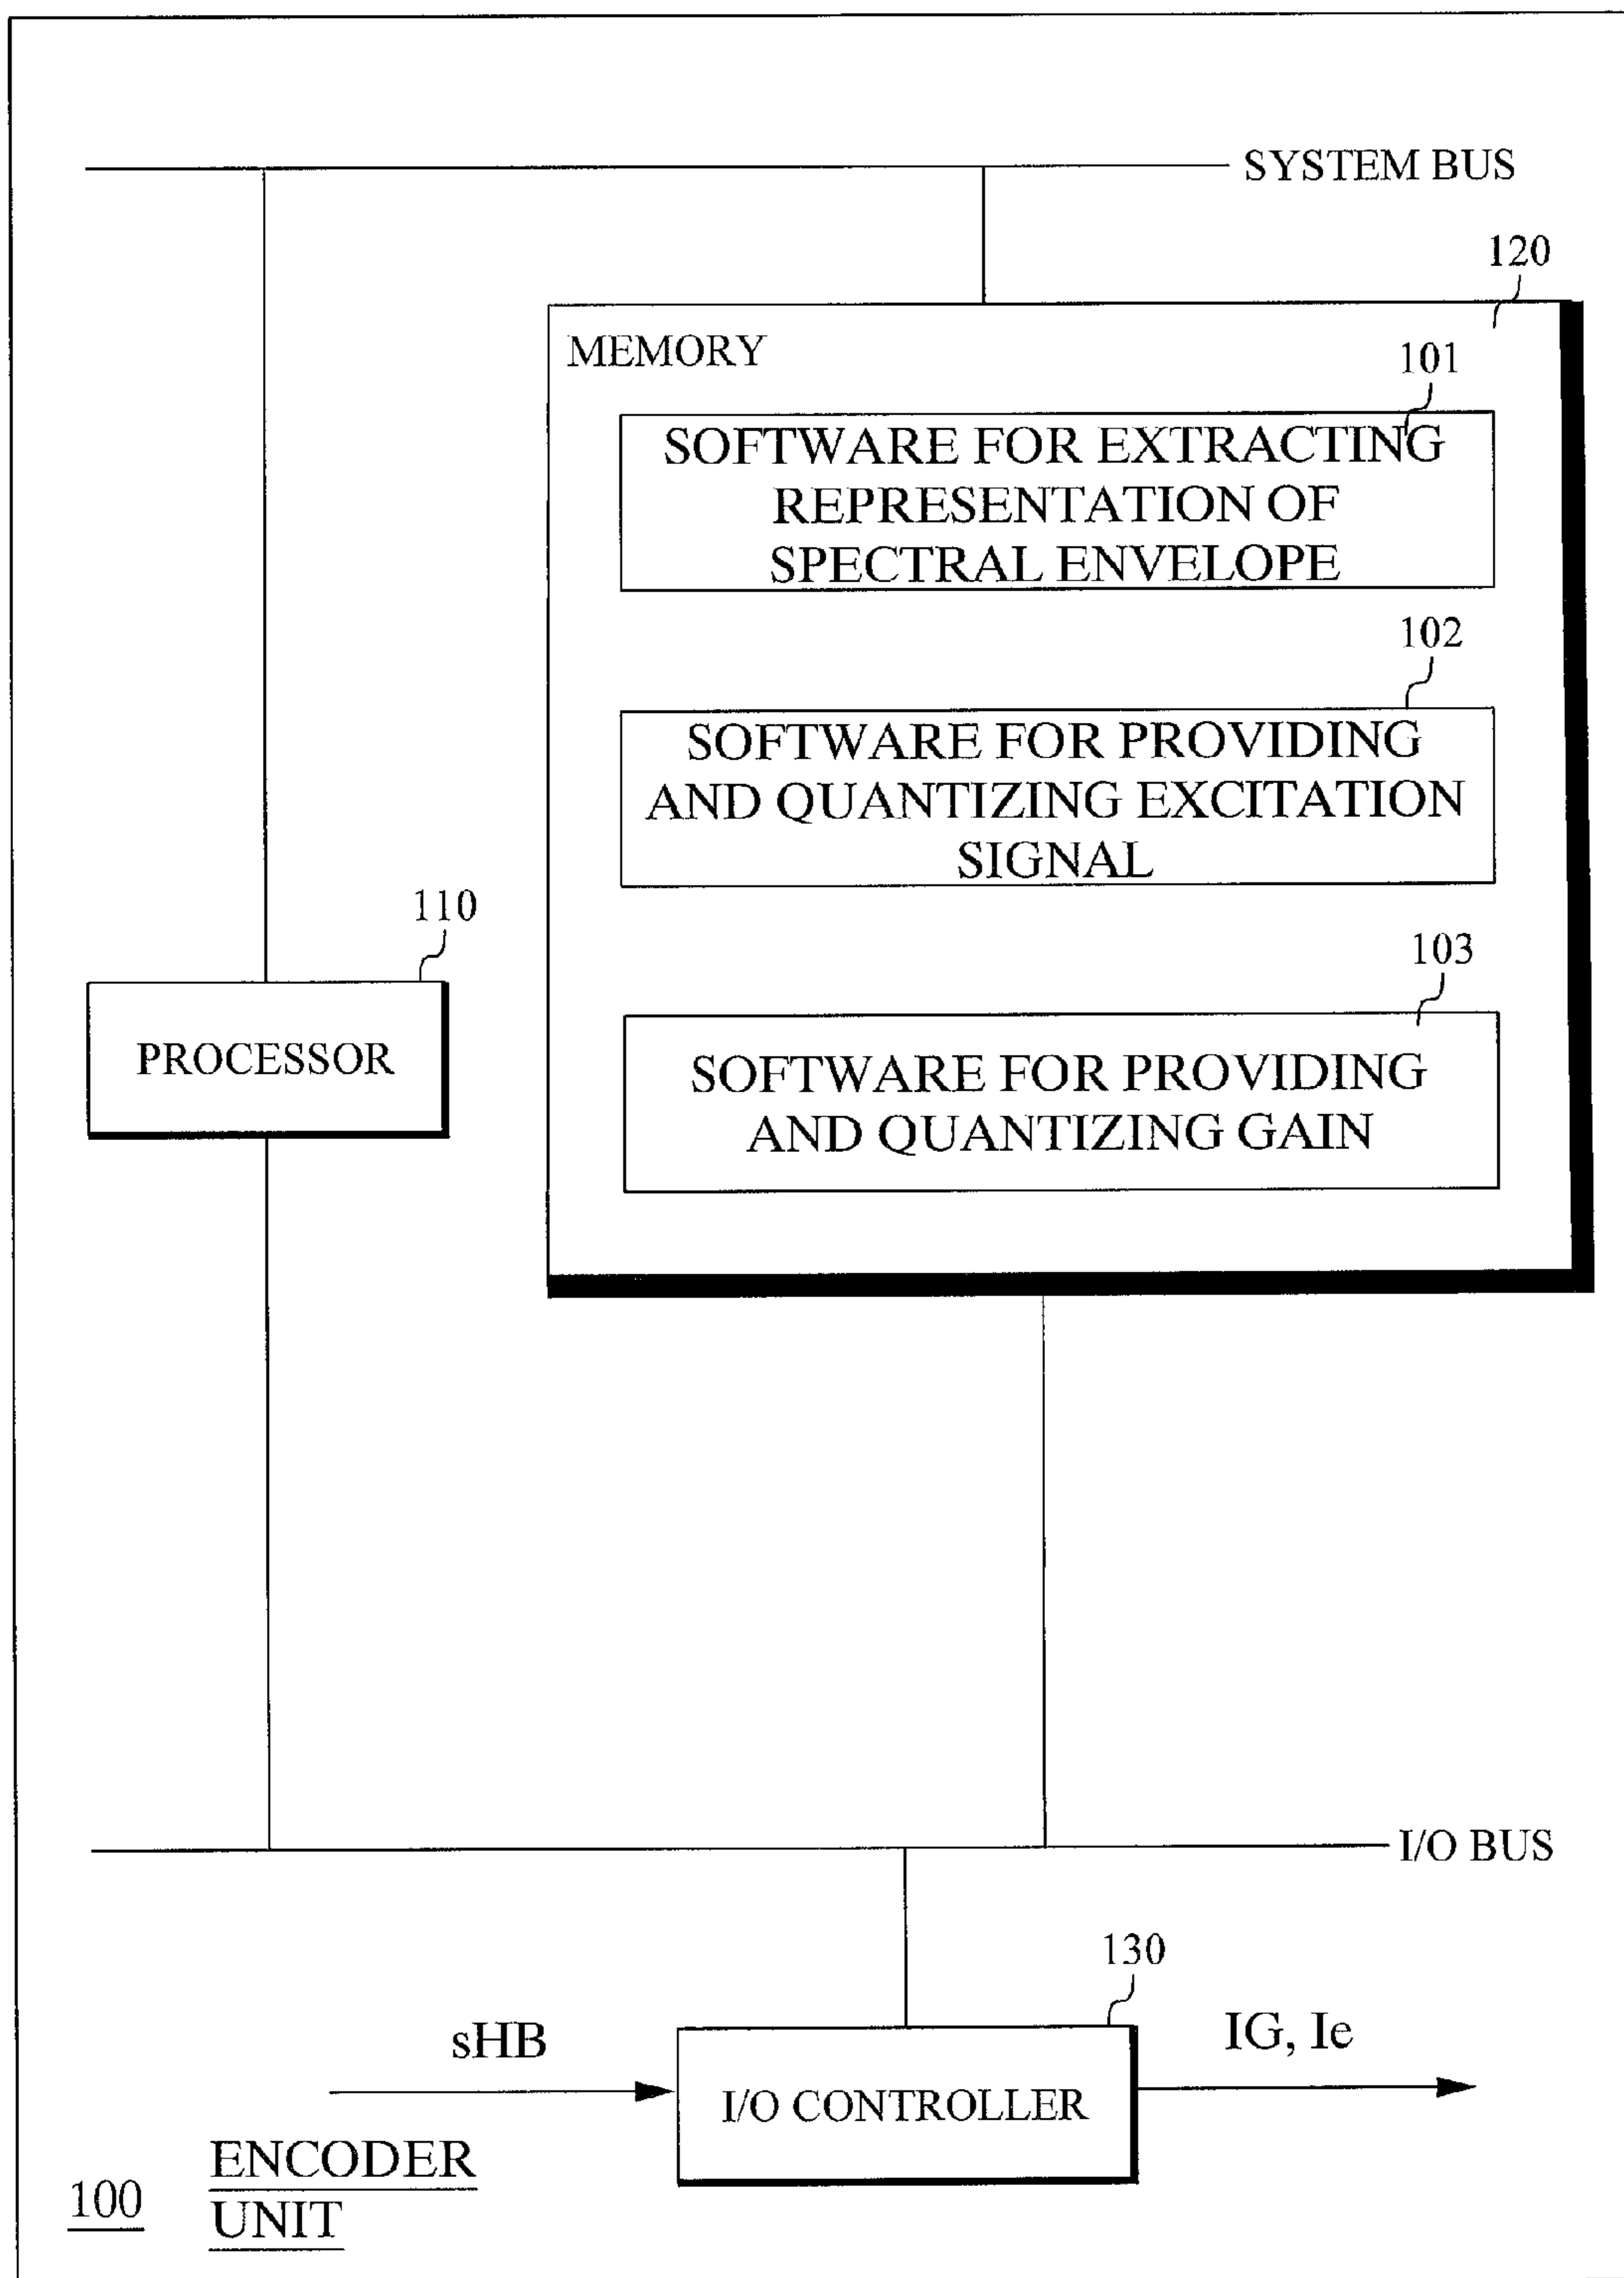 SYSTEM BUS
120
MEMORY
101
SOFTWARE FOR EXTRACTING
REPRESENTATION OF
SPECTRAL ENVELOPE
102
SOFTWARE FOR PROVIDING
AND QUANTIZING EXCITATION
SIGNAL
110
103
PROCESSOR
SOFTWARE FOR PROVIDING
AND QUANTIZING GAIN
I/O BUS
130
sHB
IG, Ie
I/O CONTROLLER
100
ENCODER
UNIT